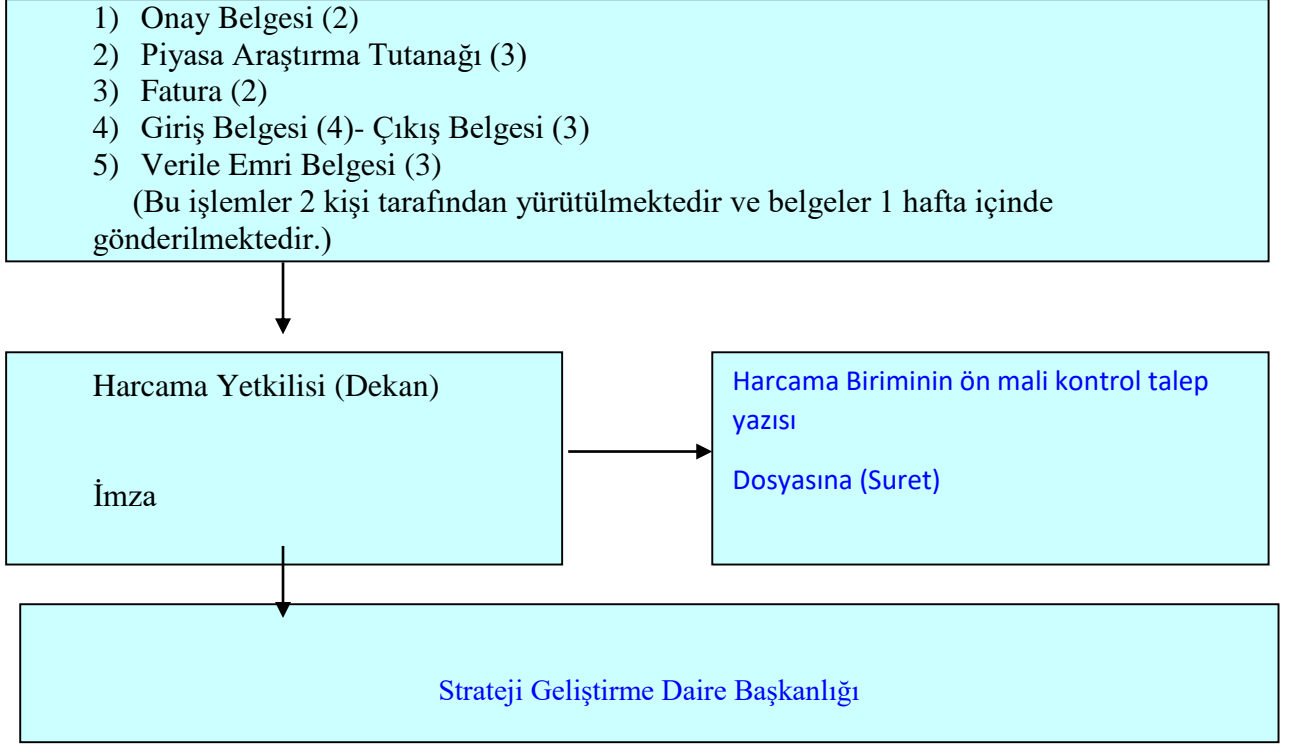 1) Onay Belgesi (2)
2) Piyasa Araştırma Tutanağı (3)
3) Fatura (2)
4) Giriş Belgesi (4)- Çıkış Belgesi (3)
5) Verile Emri Belgesi (3)
(Bu işlemler 2 kişi tarafından yürütülmektedir ve belgeler 1 hafta içinde
gönderilmektedir.)
Harcama Yetkilisi (Dekan)
İmza
Harcama Biriminin ön mali kontrol talep
yazısı
Dosyasına (Suret)
Strateji Geliştirme Daire Başkanlığı